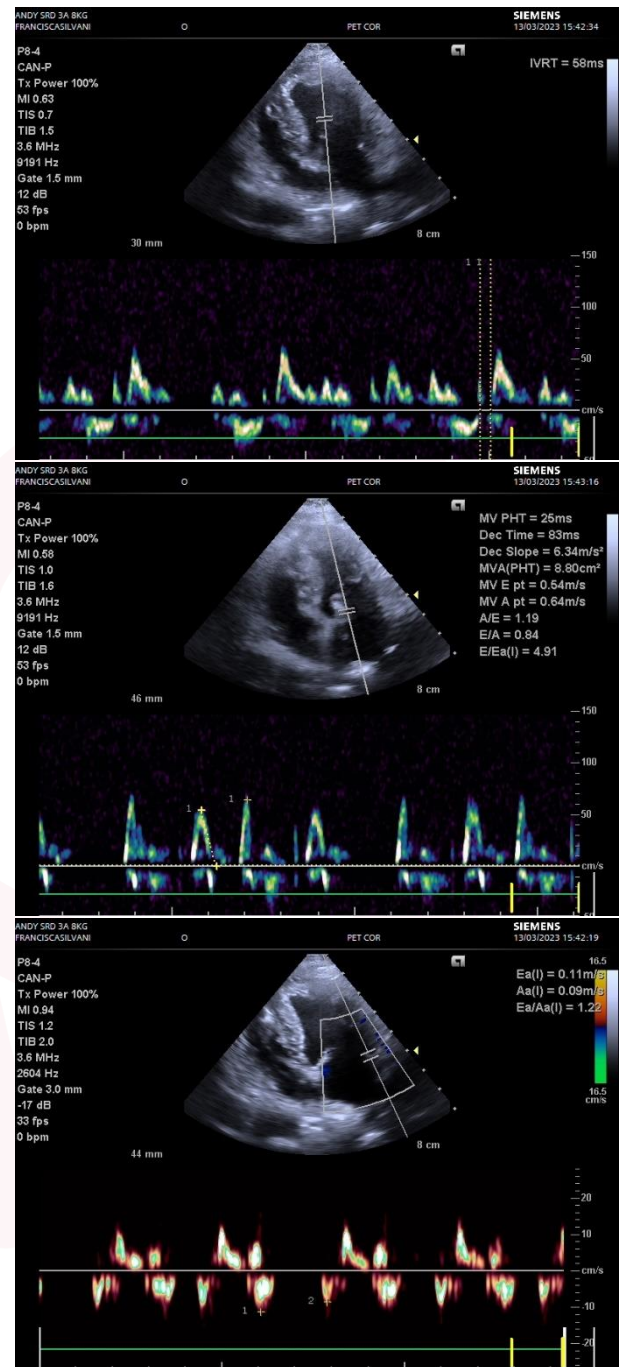 ANDY SRD 3A 8KG
FRANCISCASILVANI
O
PET COR
SIEMENS
13/03/2023 15:42:34
P8-4
CAN-P
Tx Power 100%
MI 0.63
TIS 0.7
TIB 1.5
3.6 MHz
9191 Hz
Gate 1.5 mm
12 dB
53 fps
0 bpm
IVRT = 58ms
30 mm
8 cm
1 1
150
100
50
cm/s
ANDY SRD 3A 8KG
FRANCISCASILVANI
O
PET COR
SIEMENS
13/03/2023 15:43:16
P8-4
CAN-P
Tx Power 100%
MI 0.58
TIS 1.0
TIB 1.6
3.6 MHz
9191 Hz
Gate 1.5 mm
12 dB
53 fps
0 bpm
MV PHT = 25ms
Dec Time = 83ms
Dec Slope = 6.34m/s²
MVA(PHT) = 8.80cm²
MV E pt = 0.54m/s
MV A pt = 0.64m/s
A/E = 1.19
E/A = 0.84
E/Ea(l) = 4.91
46 mm
8 cm
1
1
150
100
50
cm/s
ANDY SRD 3A 8KG
FRANCISCASILVANI
O
PET COR
SIEMENS
13/03/2023 15:42:19
P8-4
CAN-P
Tx Power 100%
MI 0.94
TIS 1.2
TIB 2.0
3.6 MHz
2604 Hz
Gate 3.0 mm
-17 dB
33 fps
0 bpm
Ea(l) = 0.11m/s
Aa(l) = 0.09m/s
Ea/Aa(l) = 1.22
16.5
16.5
cm/s
44 mm
8 cm
20
10
cm/s
-10
-20
1
2